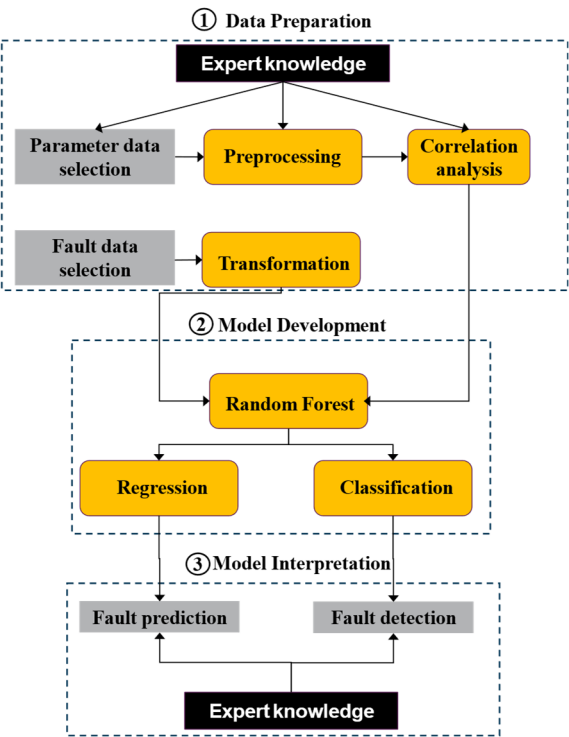 ① Data Preparation
Expert knowledge
Parameter data
selection
Preprocessing
Correlation
analysis
Fault data
selection
Transformation
② Model Development
Random Forest
Regression
Classification
③ Model Interpretation
Fault prediction
Fault detection
Expert knowledge